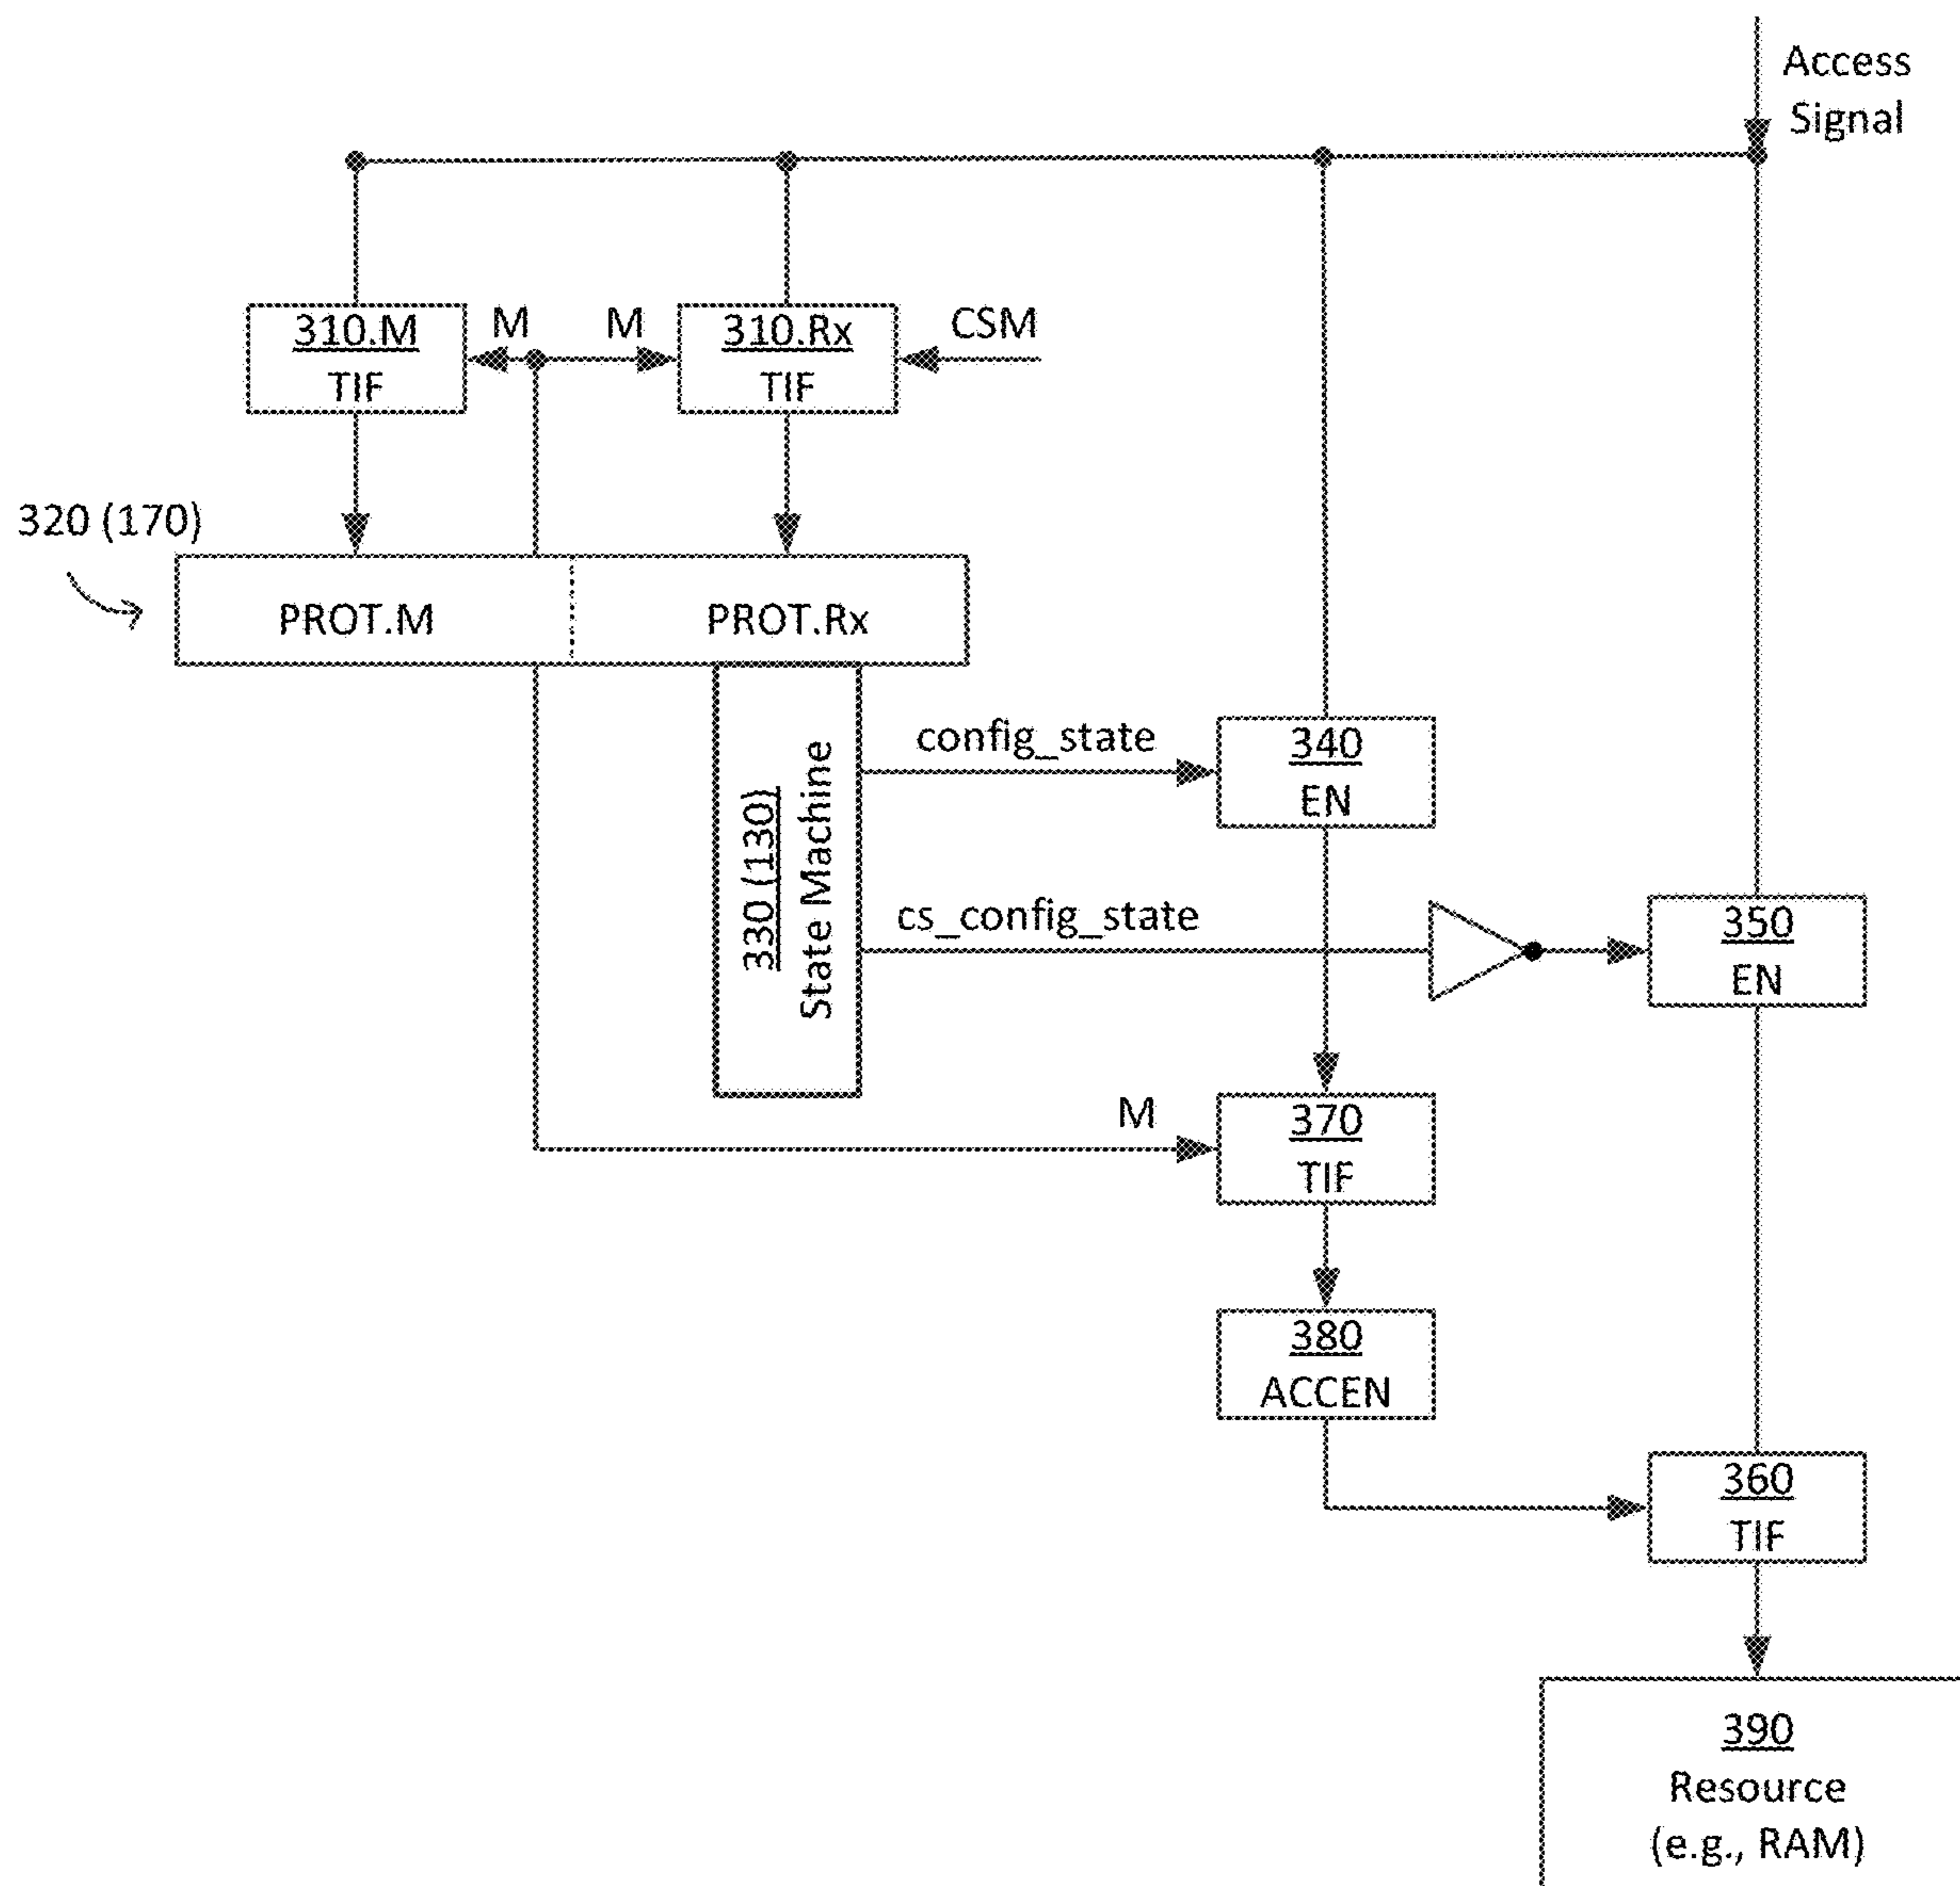 Access
Signal
310.M
TIF
M
M
310.Rx
TIF
CSM
320 (170)
PROT.M
PROT.Rx
330 (130)
State Machine
config_state
340
EN
cs_config_state
350
EN
M
370
TIF
380
ACCEN
360
TIF
390
Resource
(e.g., RAM)